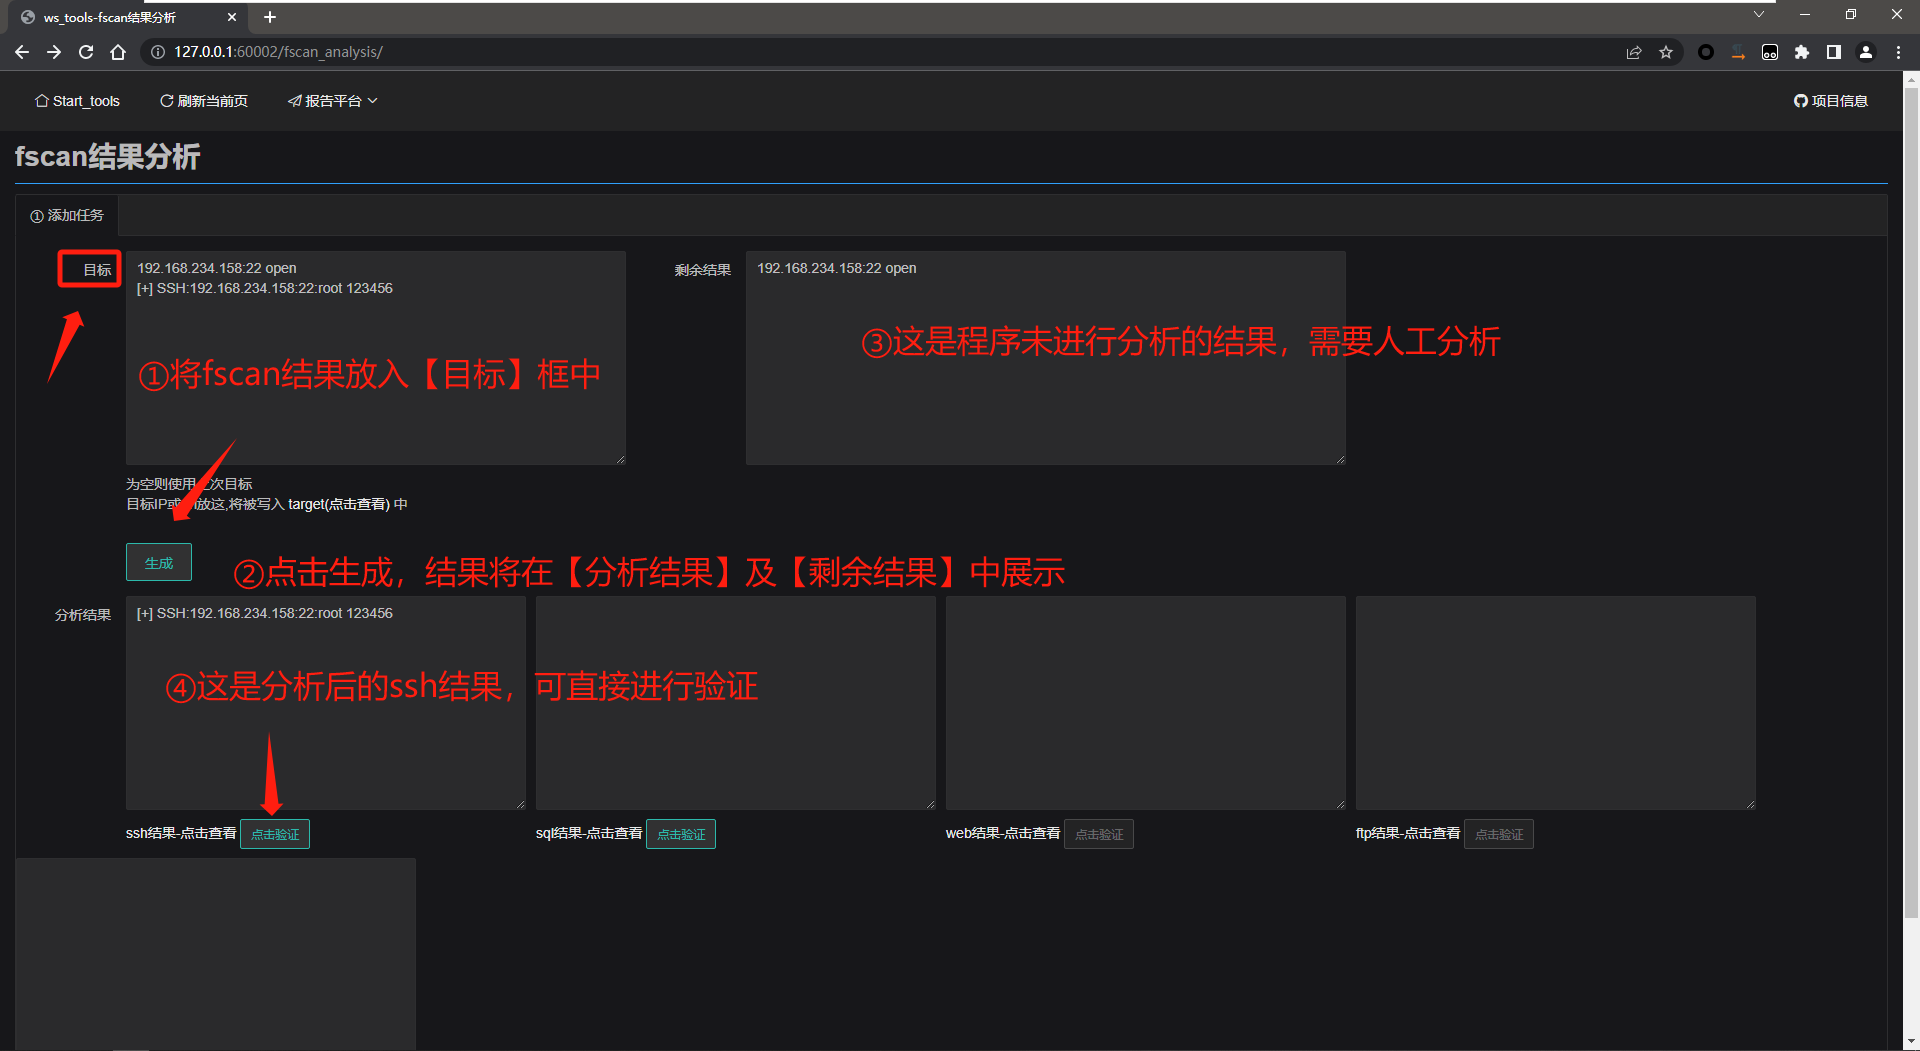 ws_tools-fscan结果分析
127.0.0.1:60002/fscan_analysis/
Start_tools 刷新当前页 报告平台 项目信息
fscan结果分析
① 添加任务
目标
192.168.234.158:22 open
[+] SSH:192.168.234.158:22:root 123456
①将fscan结果放入【目标】框中
剩余结果
192.168.234.158:22 open
③这是程序未进行分析的结果，需要人工分析
为空则使用 次目标
目标IP或 放这,将被写入 target(点击查看) 中
生成
②点击生成，结果将在【分析结果】及【剩余结果】中展示
分析结果
[+] SSH:192.168.234.158:22:root 123456
④这是分析后的ssh结果，可直接进行验证
ssh结果-点击查看 点击验证
sql结果-点击查看 点击验证
web结果-点击查看 点击验证
ftp结果-点击查看 点击验证